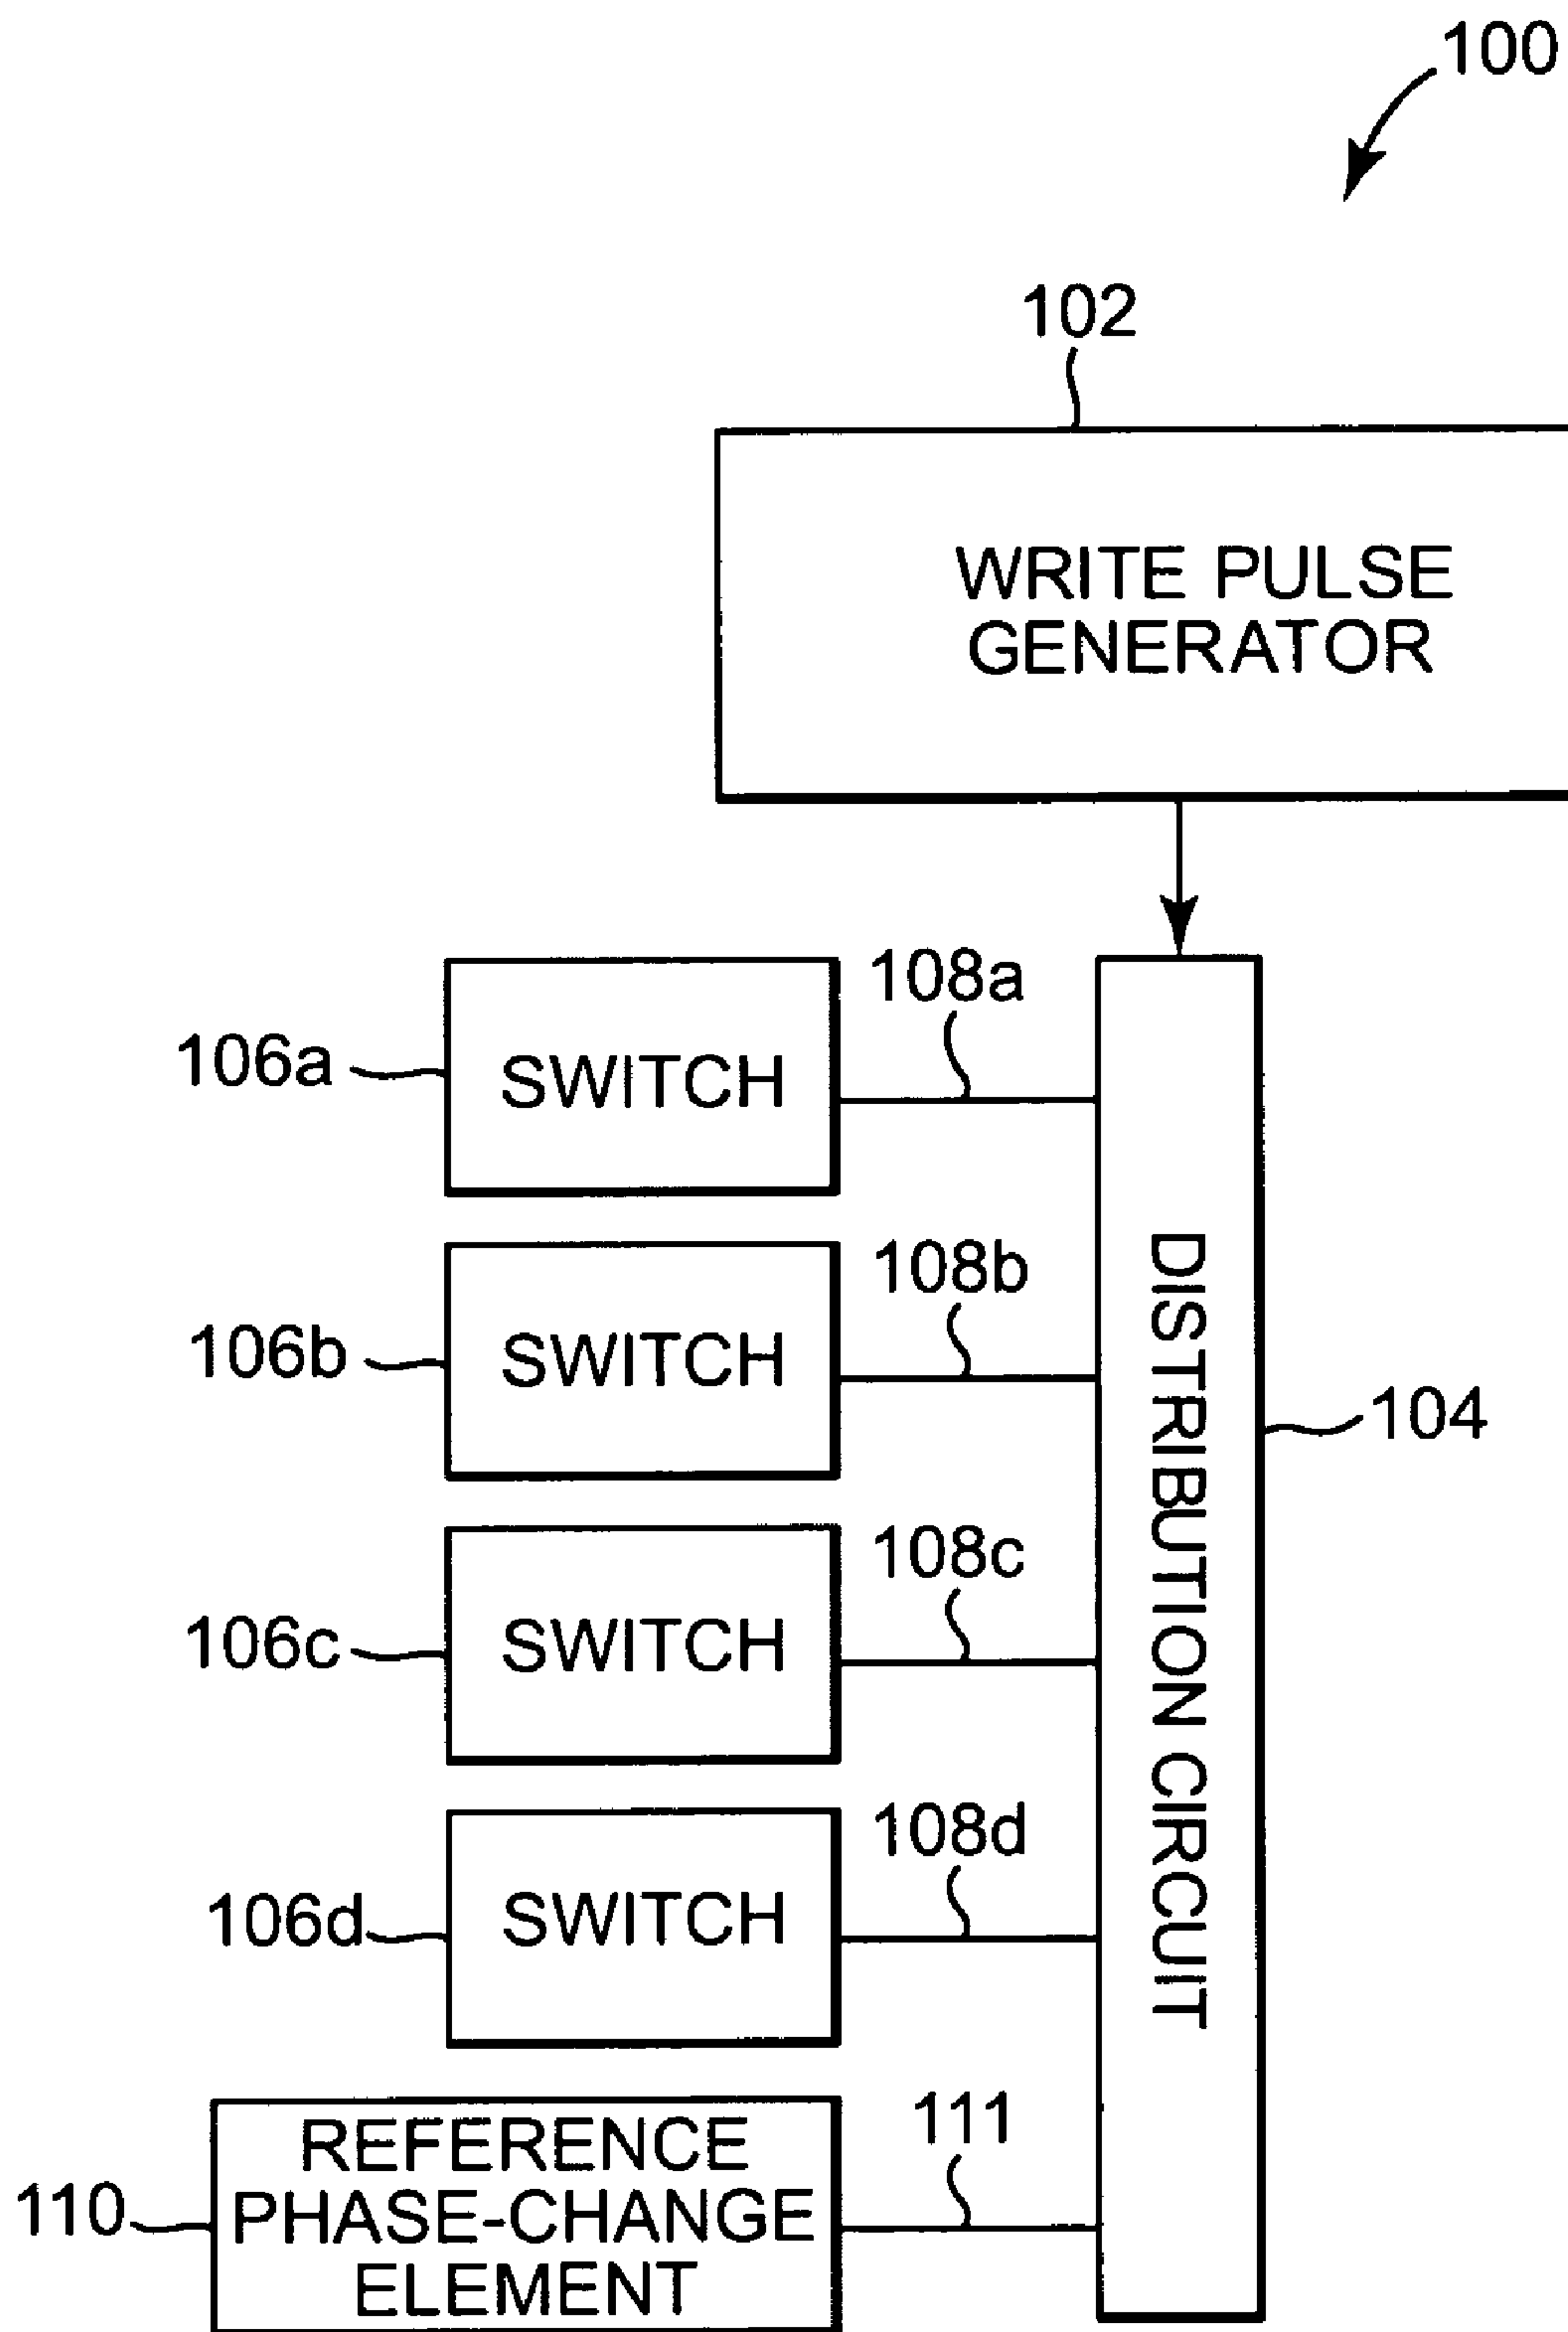 100
102
WRITE PULSE
GENERATOR
108a
106a
SWITCH
108b
106b
SWITCH
DISTRIBUTION CIRCUIT
104
108c
106c
SWITCH
108d
106d
SWITCH
111
REFERENCE
110
PHASE-CHANGE
ELEMENT